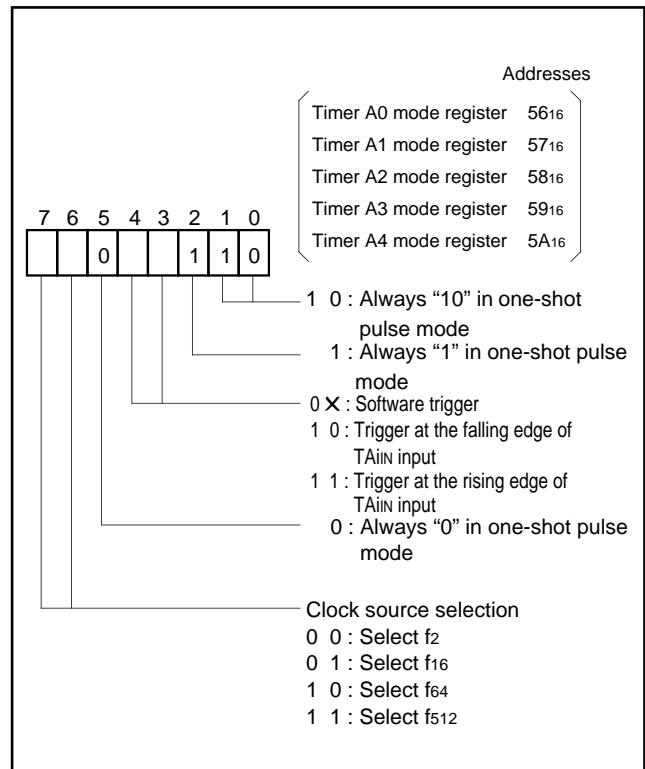 Addresses
Timer A0 mode register 5616
Timer A1 mode register 5716
Timer A2 mode register 5816
Timer A3 mode register 5916
Timer A4 mode register 5A16
7 6 5 4 3 2 1 0
0 1 1 0
1 0 : Always “10” in one-shot
pulse mode
1 : Always “1” in one-shot pulse
mode
0 X : Software trigger
1 0 : Trigger at the falling edge of
TAiIN input
1 1 : Trigger at the rising edge of
TAiIN input
0 : Always “0” in one-shot pulse
mode
Clock source selection
0 0 : Select f2
0 1 : Select f16
1 0 : Select f64
1 1 : Select f512